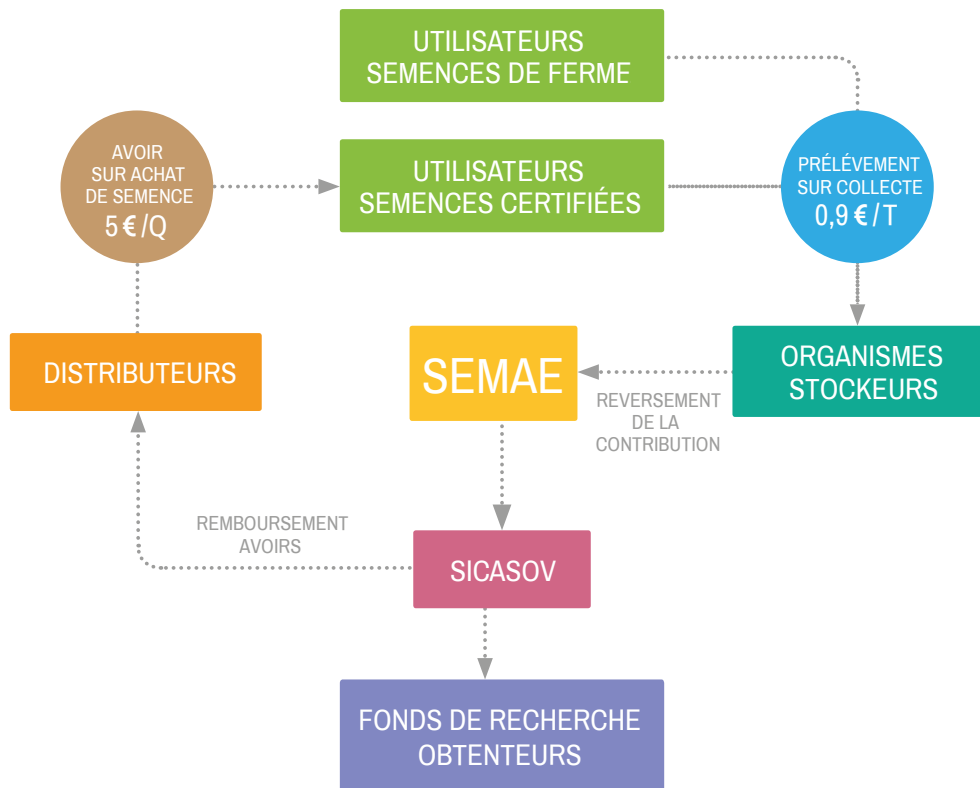 UTILISATEURS
SEMENCES DE FERME
AVOIR
SUR ACHAT
DE SEMENCE
5 € /Q
UTILISATEURS
SEMENCES CERTIFIÉES
PRÉLÉVEMENT
SUR COLLECTE
0,9 € / T
DISTRIBUTEURS
SEMAE
ORGANISMES
STOCKEURS
REVERSEMENT
DE LA
CONTRIBUTION
REMBOURSEMENT
AVOIRS
SICASOV
FONDS DE RECHERCHE
OBTENTEURS